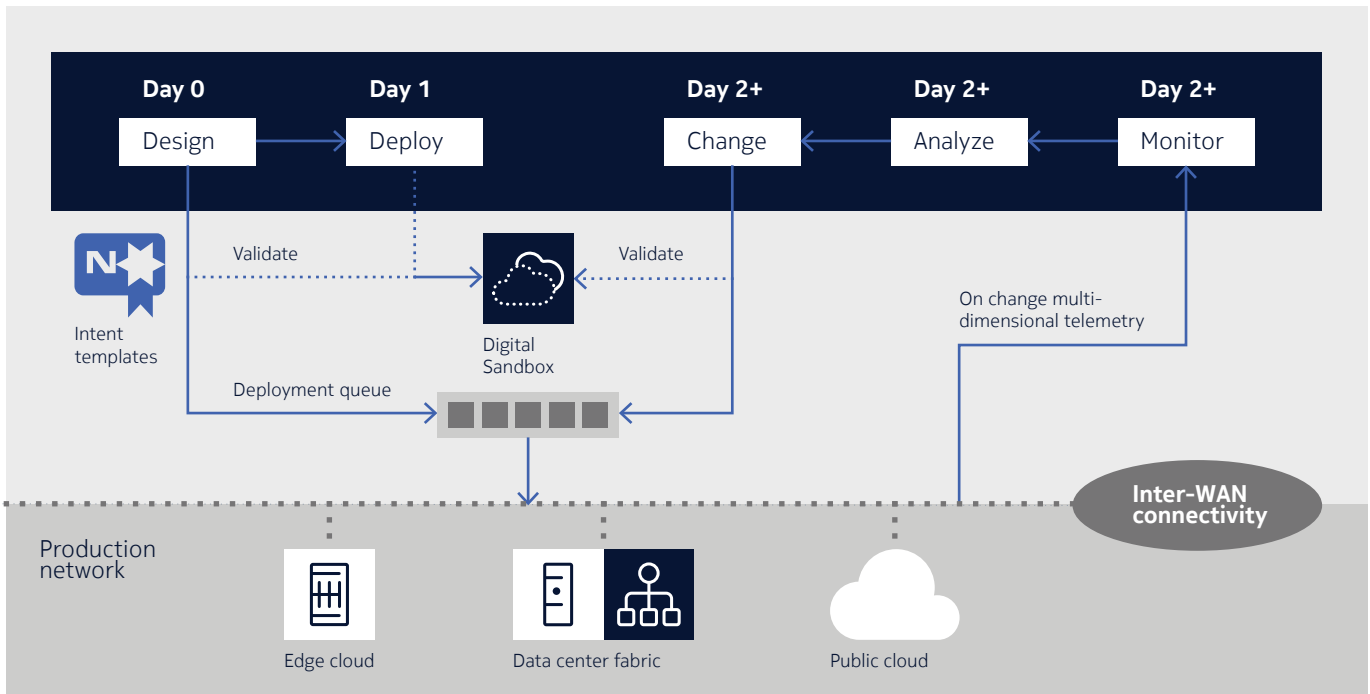 Day 0
Day 1
Day 2+
Day 2+
Day 2+
Design
Deploy
Change
Analyze
Monitor
N
Validate
Validate
Intent
templates
Digital
Sandbox
On change multi-
dimensional telemetry
Deployment queue
Inter-WAN
connectivity
Production
network
Edge cloud
Data center fabric
Public cloud